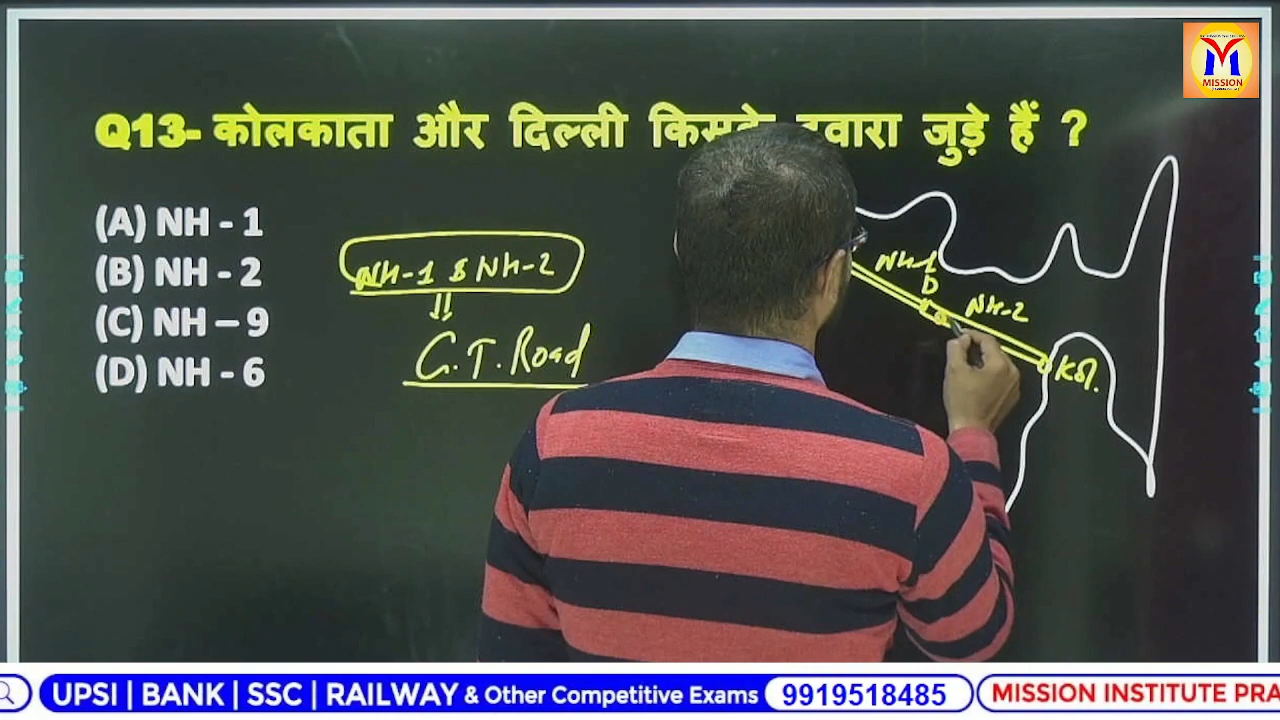 Q13- कोलकाता और दिल्ली जुड़े हैं ?
(A) NH - 1
(B) NH - 2
(C) NH – 9
(D) NH - 6
NH-1 & NH-2
G.T. Road
NH-1
D
NH-2
कोल.
MISSION
UPSI | BANK | SSC | RAILWAY & Other Competitive Exams
9919518485
MISSION INSTITUTE PRA